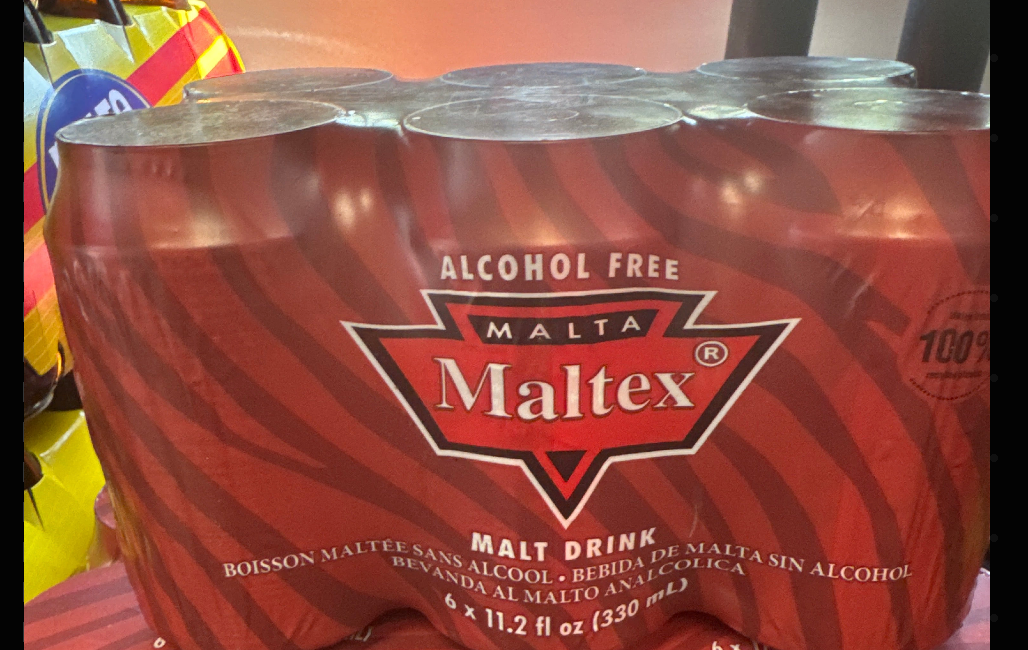 ALCOHOL FREE
MALTA
Maltex®
100%
MALT DRINK
BOISSON MALTÉE SANS ALCOOL • BEBIDA DE MALTA SIN ALCOHOL
BEVANDA AL MALTO ANALCOLICA
6 x 11.2 fl oz (330 mL)